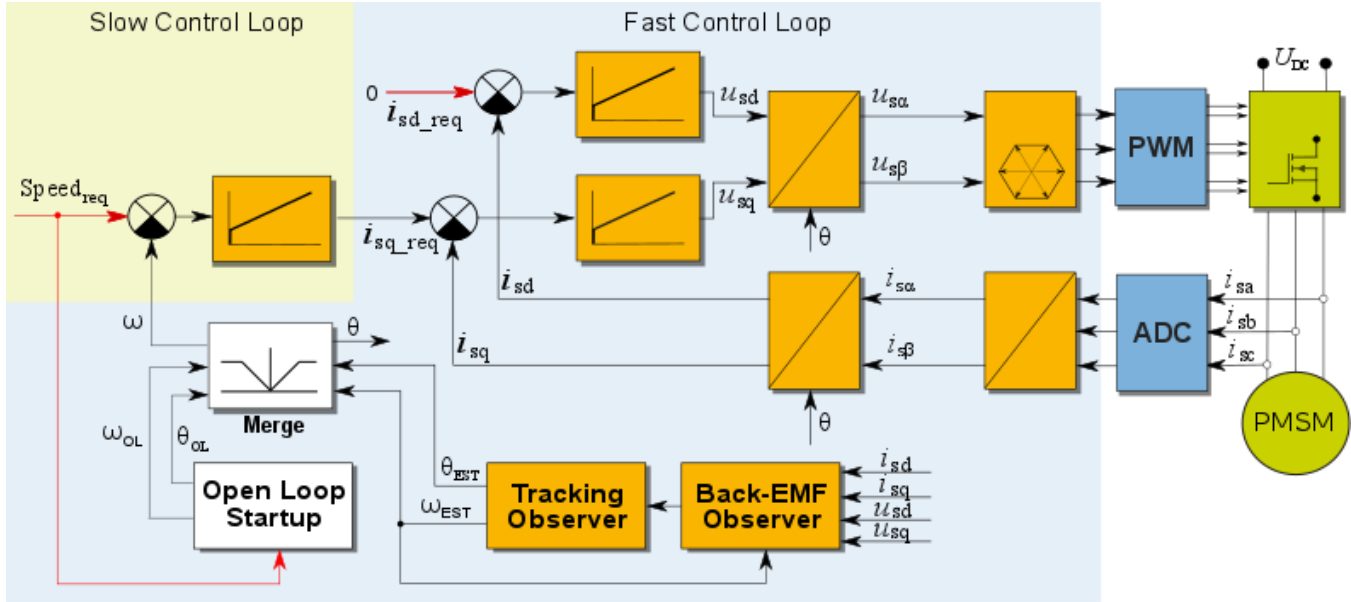 Slow Control Loop
Fast Control Loop
U_DC
0
i_sd_req
u_sd
u_sα
PWM
Speed_req
i_sq_req
u_sq
u_sβ
θ
i_sd
i_sα
ADC
i_sa
i_sb
i_sc
ω
θ
i_sq
i_sβ
Merge
ω_OL
θ_OL
θ
PMSM
Open Loop
Startup
θ_EST
ω_EST
Tracking
Observer
Back-EMF
Observer
i_sd
i_sq
u_sd
u_sq